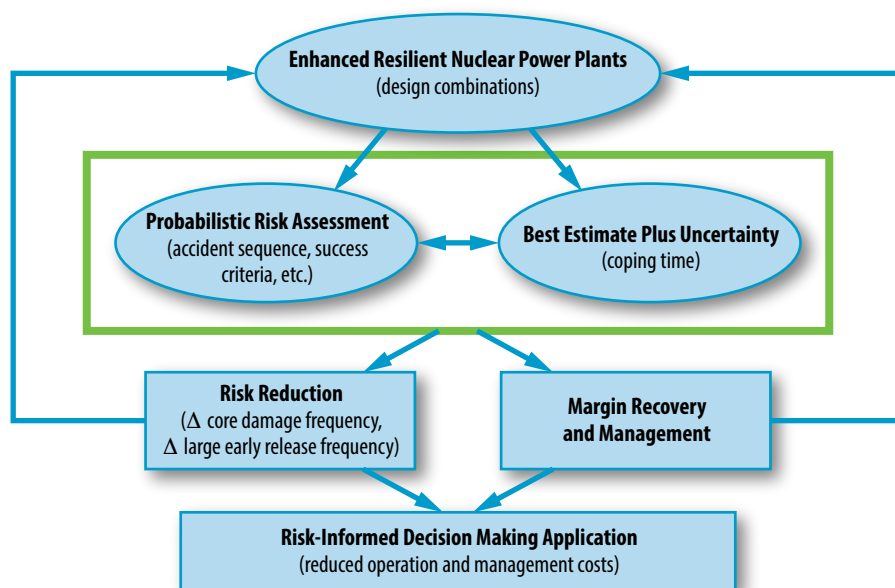 Enhanced Resilient Nuclear Power Plants
(design combinations)
Probabilistic Risk Assessment
(accident sequence, success
criteria, etc.)
Best Estimate Plus Uncertainty
(coping time)
Risk Reduction
(Δ core damage frequency,
Δ large early release frequency)
Margin Recovery
and Management
Risk-Informed Decision Making Application
(reduced operation and management costs)